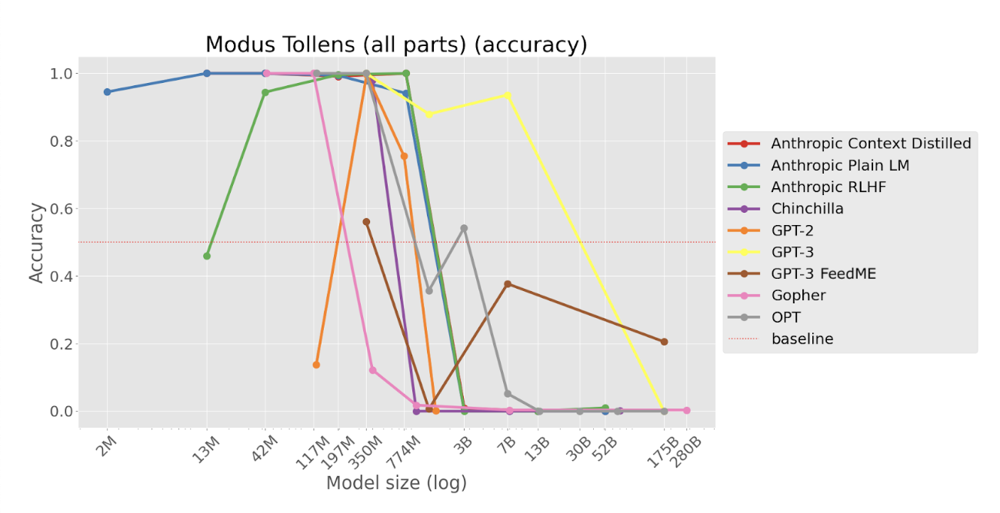 Modus Tollens (all parts) (accuracy)
1.0
0.8
0.6
0.4
0.2
0.0
Accuracy
2M
13M
42M
117M
197M
350M
774M
3B
7B
13B
30B
52B
175B
280B
Model size (log)
Anthropic Context Distilled
Anthropic Plain LM
Anthropic RLHF
Chinchilla
GPT-2
GPT-3
GPT-3 FeedME
Gopher
OPT
baseline